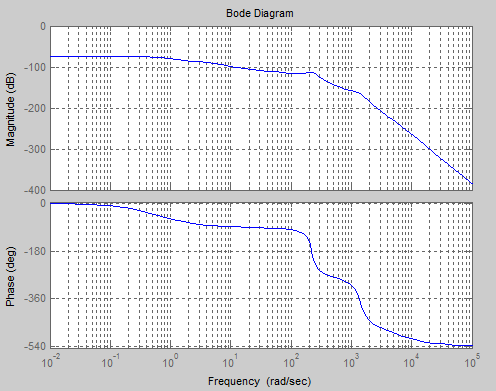 Bode Diagram
Magnitude (dB)
0
-100
-200
-300
-400
Phase (deg)
0
-180
-360
-540
10^-2 10^-1 10^0 10^1 10^2 10^3 10^4 10^5
Frequency (rad/sec)